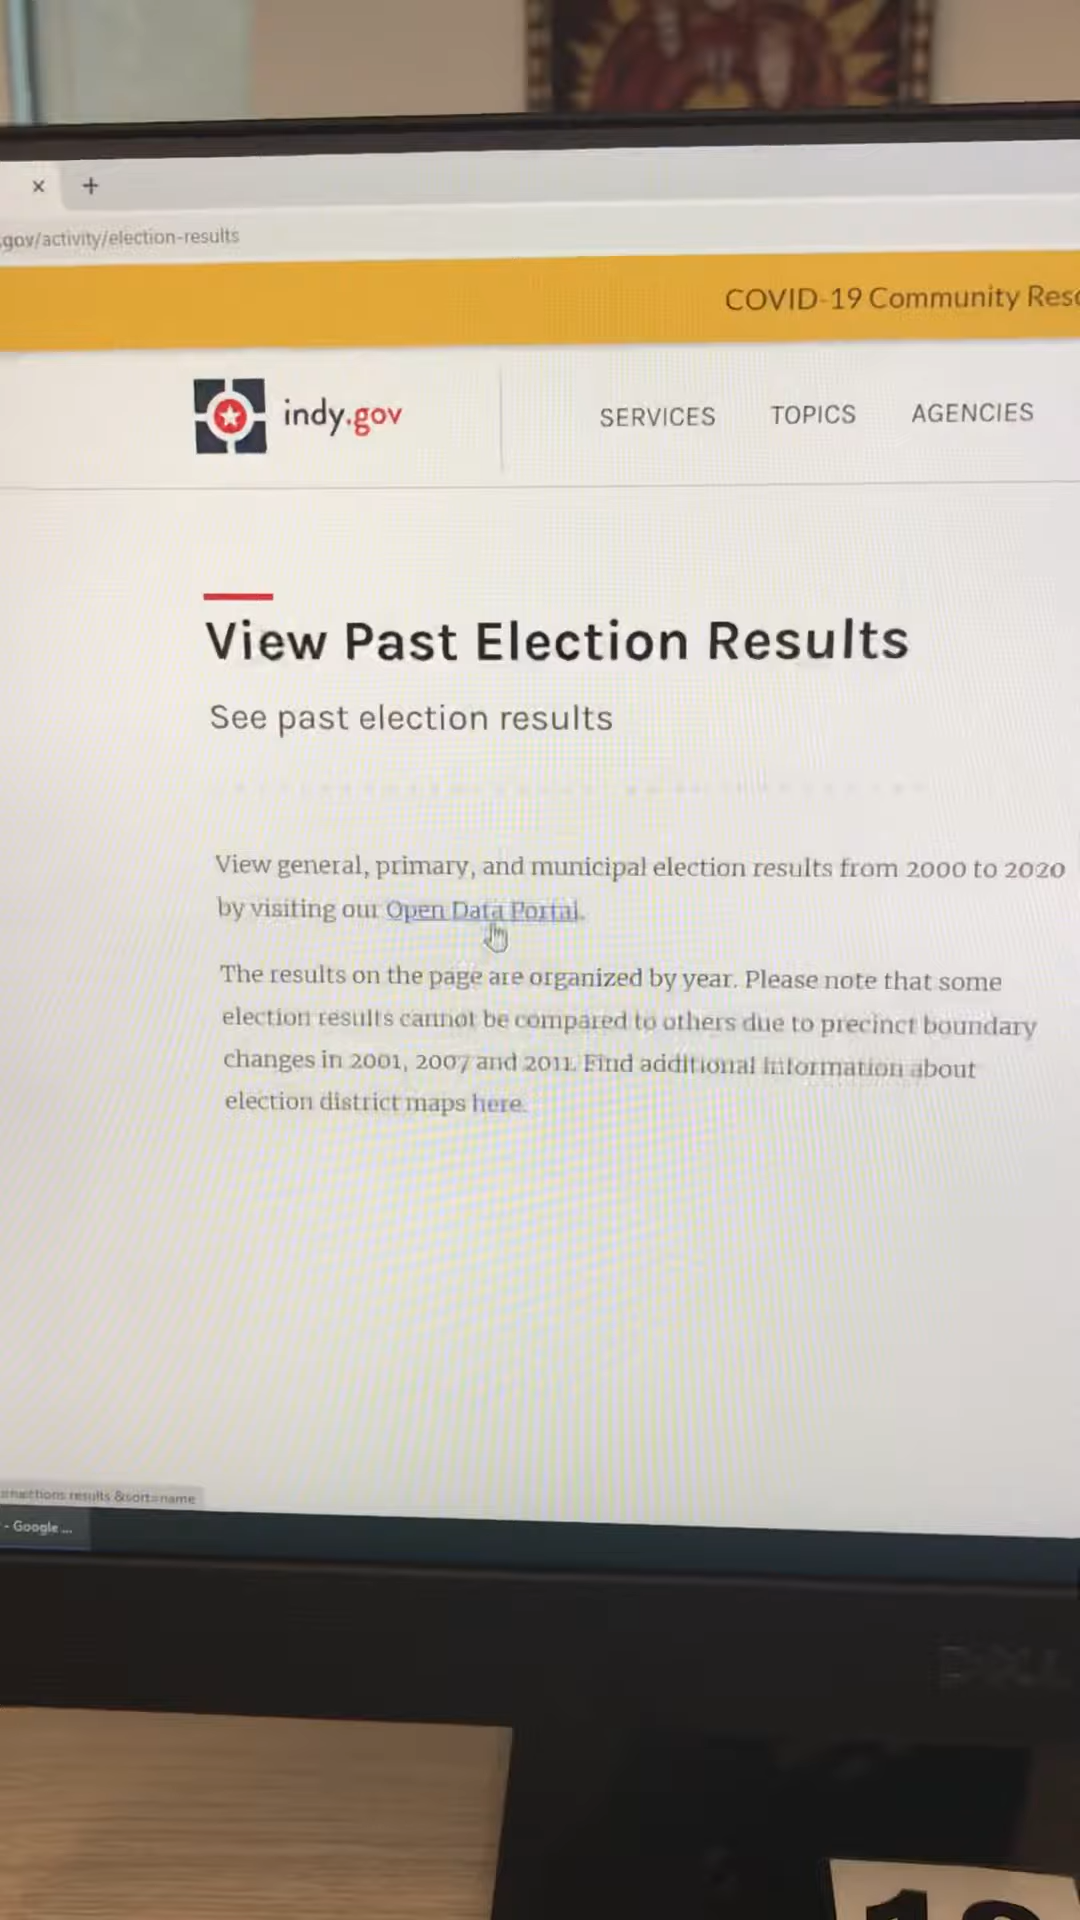 × +
.gov/activity/election-results
COVID-19 Community
indy.gov
SERVICES TOPICS AGENCIES
View Past Election Results
See past election results
View general, primary, and municipal election results from 2000 to 2020
by visiting our Open Data Portal.
The results on the page are organized by year. Please note that some
election results cannot be compared to others due to precinct boundary
changes in 2001, 2007 and 2011. Find additional information about
election district maps here.
results &sort=name
- Google ...
DELL